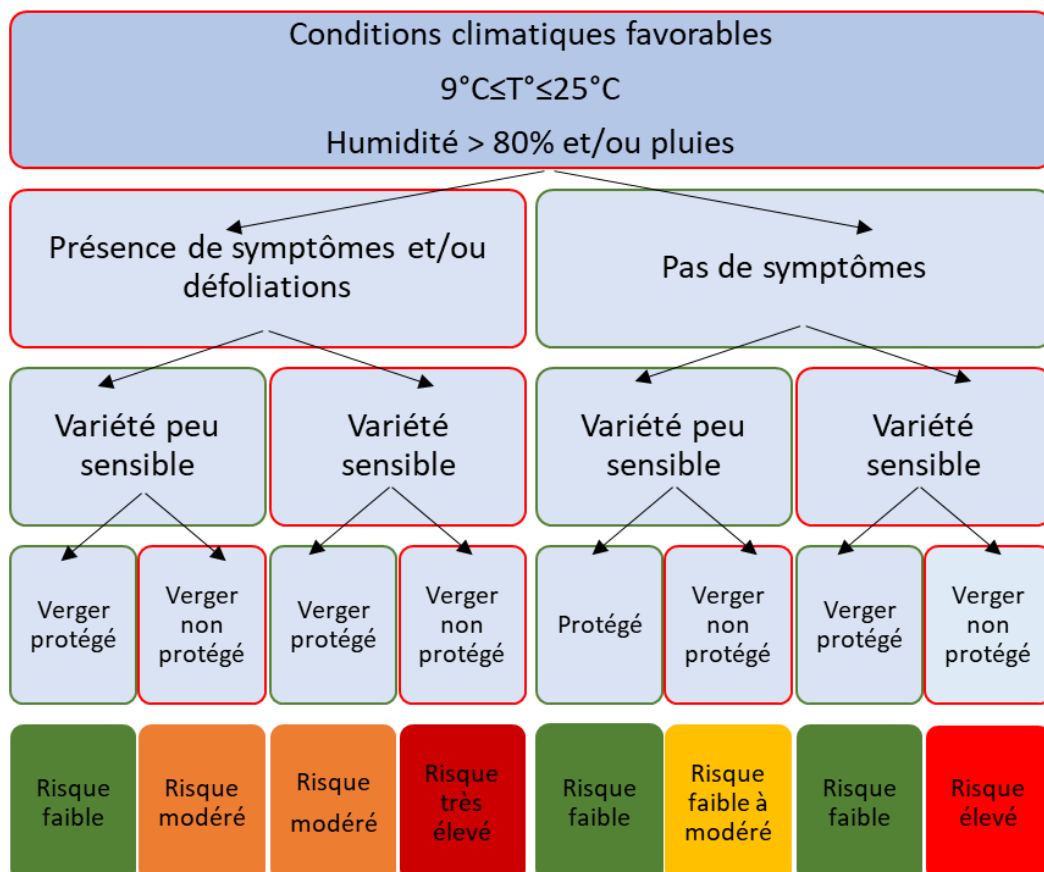 Conditions climatiques favorables
9°C≤T°≤25°C
Humidité > 80% et/ou pluies
Présence de symptômes et/ou
défoliations
Pas de symptômes
Variété peu
sensible
Variété
sensible
Variété peu
sensible
Variété
sensible
Verger
protégé
Verger
non
protégé
Verger
protégé
Verger
non
protégé
Protégé
Verger
non
protégé
Verger
protégé
Verger
non
protégé
Risque
faible
Risque
modéré
Risque
modéré
Risque
très
élevé
Risque
faible
Risque
faible à
modéré
Risque
faible
Risque
élevé